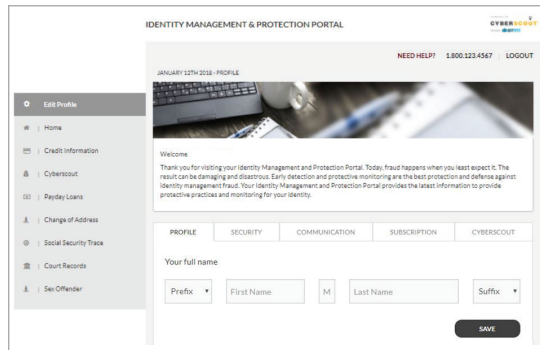 IDENTITY MANAGEMENT & PROTECTION PORTAL
CYBERSCOUT
NEED HELP? 1.800.123.4567 | LOGOUT
JANUARY 12TH 2018 - PROFILE
Edit Profile
| Home
| Credit Information
| Cyberscout
| Payday Loans
| Change of Address
| Social Security Trace
| Court Records
| Sex Offender
Welcome
Thank you for visiting your Identity Management and Protection Portal. Today, fraud happens when you least expect it. The
result can be damaging and disastrous. Early detection and protective monitoring are the best protection and defense against
identity management fraud. Your Identity Management and Protection Portal provides the latest information to provide
protective practices and monitoring for your identity.
PROFILE SECURITY COMMUNICATION SUBSCRIPTION CYBERSCOUT
Your full name
Prefix First Name M Last Name Suffix
SAVE